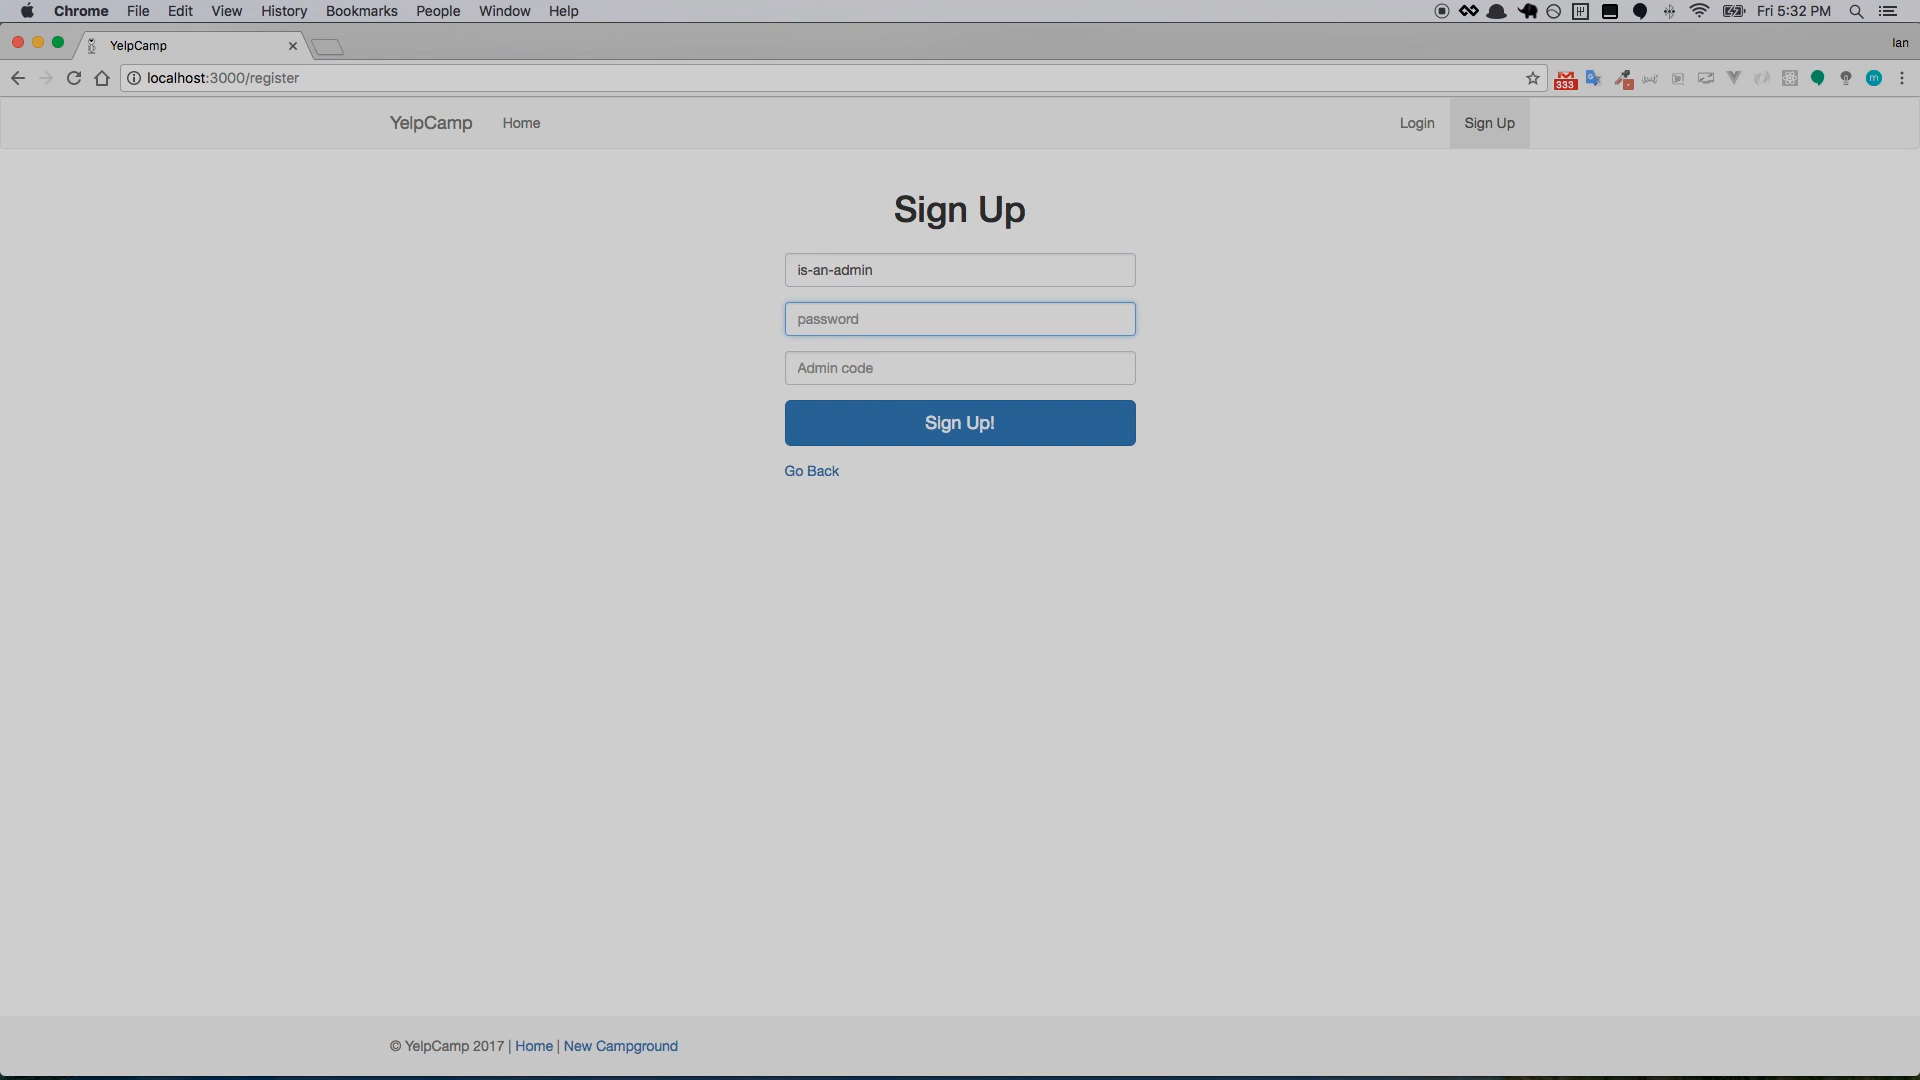 Chrome File Edit View History Bookmarks People Window Help Fri 5:32 PM
YelpCamp Ian
localhost:3000/register 333 m
YelpCamp Home Login Sign Up
Sign Up
is-an-admin
password
Admin code
Sign Up!
Go Back
© YelpCamp 2017 | Home | New Campground